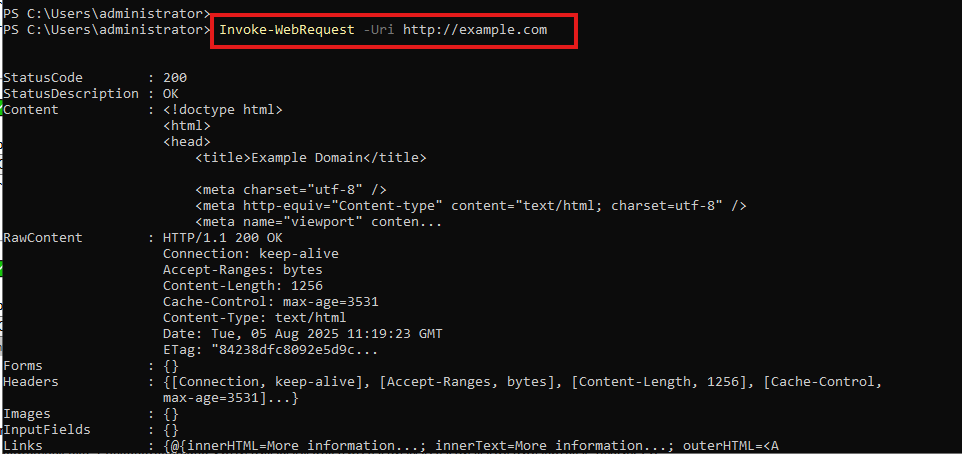 PS C:\Users\administrator>
PS C:\Users\administrator> Invoke-WebRequest -Uri http://example.com
StatusCode : 200
StatusDescription : OK
Content : <!doctype html>
<html>
<head>
<title>Example Domain</title>
<meta charset="utf-8" />
<meta http-equiv="Content-type" content="text/html; charset=utf-8" />
<meta name="viewport" conten...
RawContent : HTTP/1.1 200 OK
Connection: keep-alive
Accept-Ranges: bytes
Content-Length: 1256
Cache-Control: max-age=3531
Content-Type: text/html
Date: Tue, 05 Aug 2025 11:19:23 GMT
ETag: "84238dfc8092e5d9c...
Forms : {}
Headers : {[Connection, keep-alive], [Accept-Ranges, bytes], [Content-Length, 1256], [Cache-Control,
max-age=3531]...}
Images : {}
InputFields : {}
Links : {@{innerHTML=More information...; innerText=More information...; outerHTML=<A